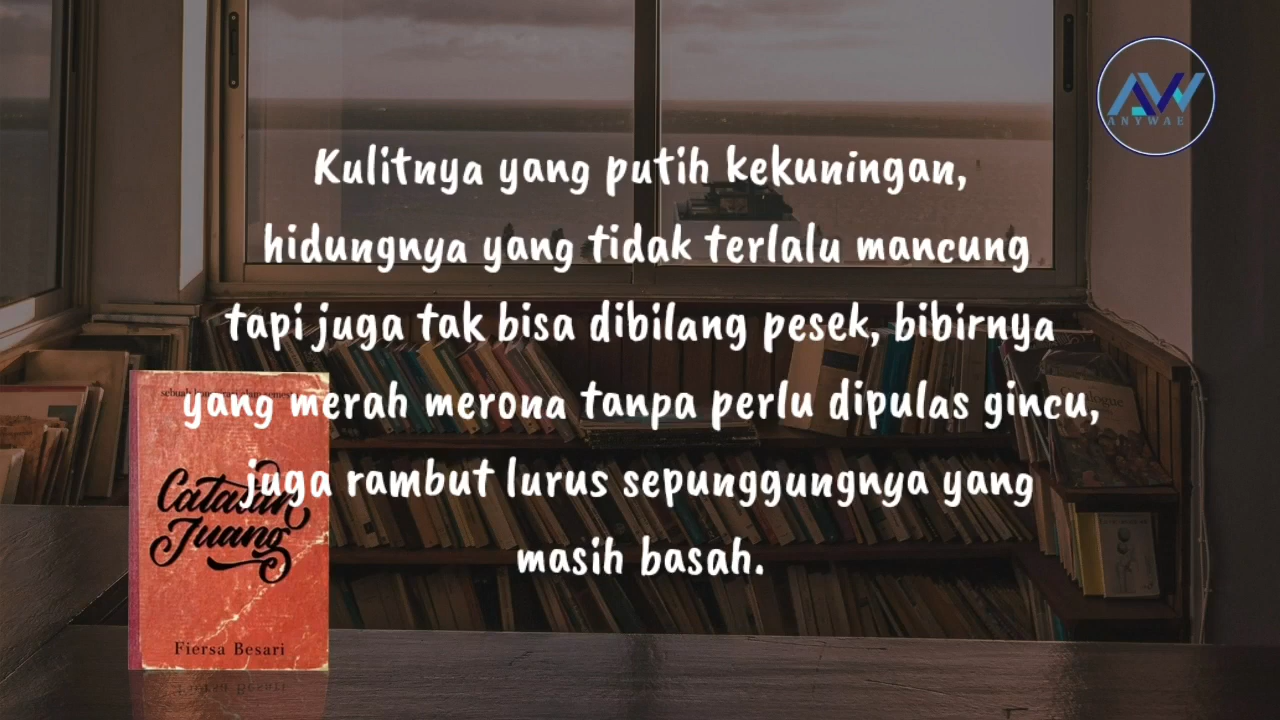 ANYWAE
Kulitnya yang putih kekuningan,
hidungnya yang tidak terlalu mancung
tapi juga tak bisa dibilang pesek, bibirnya
yang merah merona tanpa perlu dipulas gincu,
juga rambut lurus sepunggungnya yang
masih basah.
sebuah
Catatan
Juang
Fiersa Besari